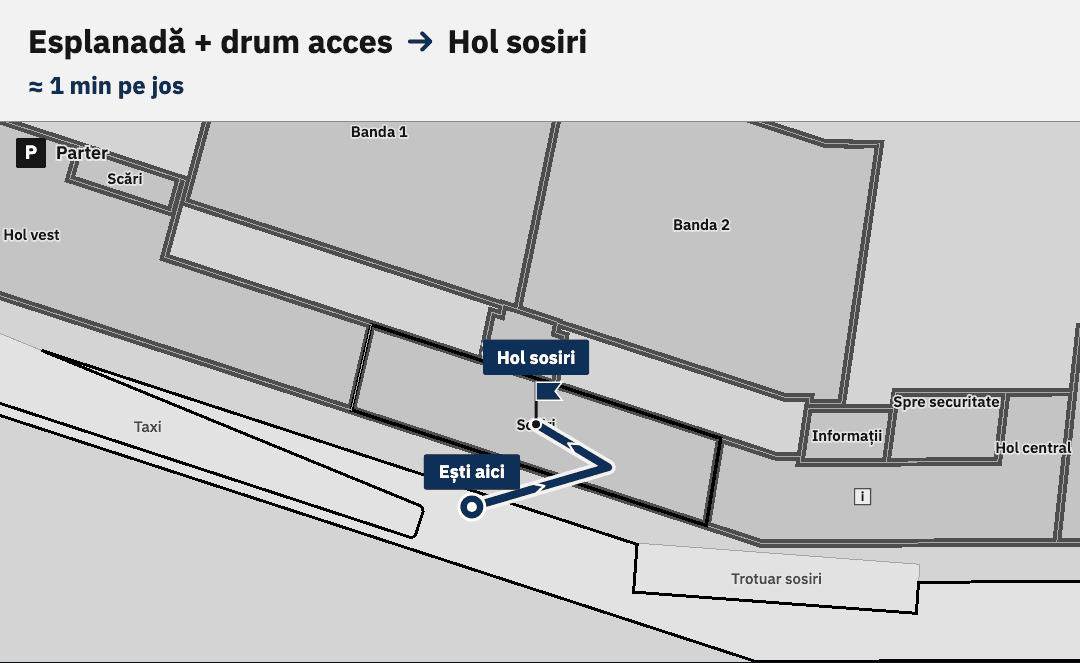 Esplanadă + drum acces → Hol sosiri
≈ 1 min pe jos
Banda 1
P Parter
Scări
Banda 2
Hol vest
Hol sosiri
Spre securitate
Taxi
Informații
Hol central
Ești aici
i
Trotuar sosiri